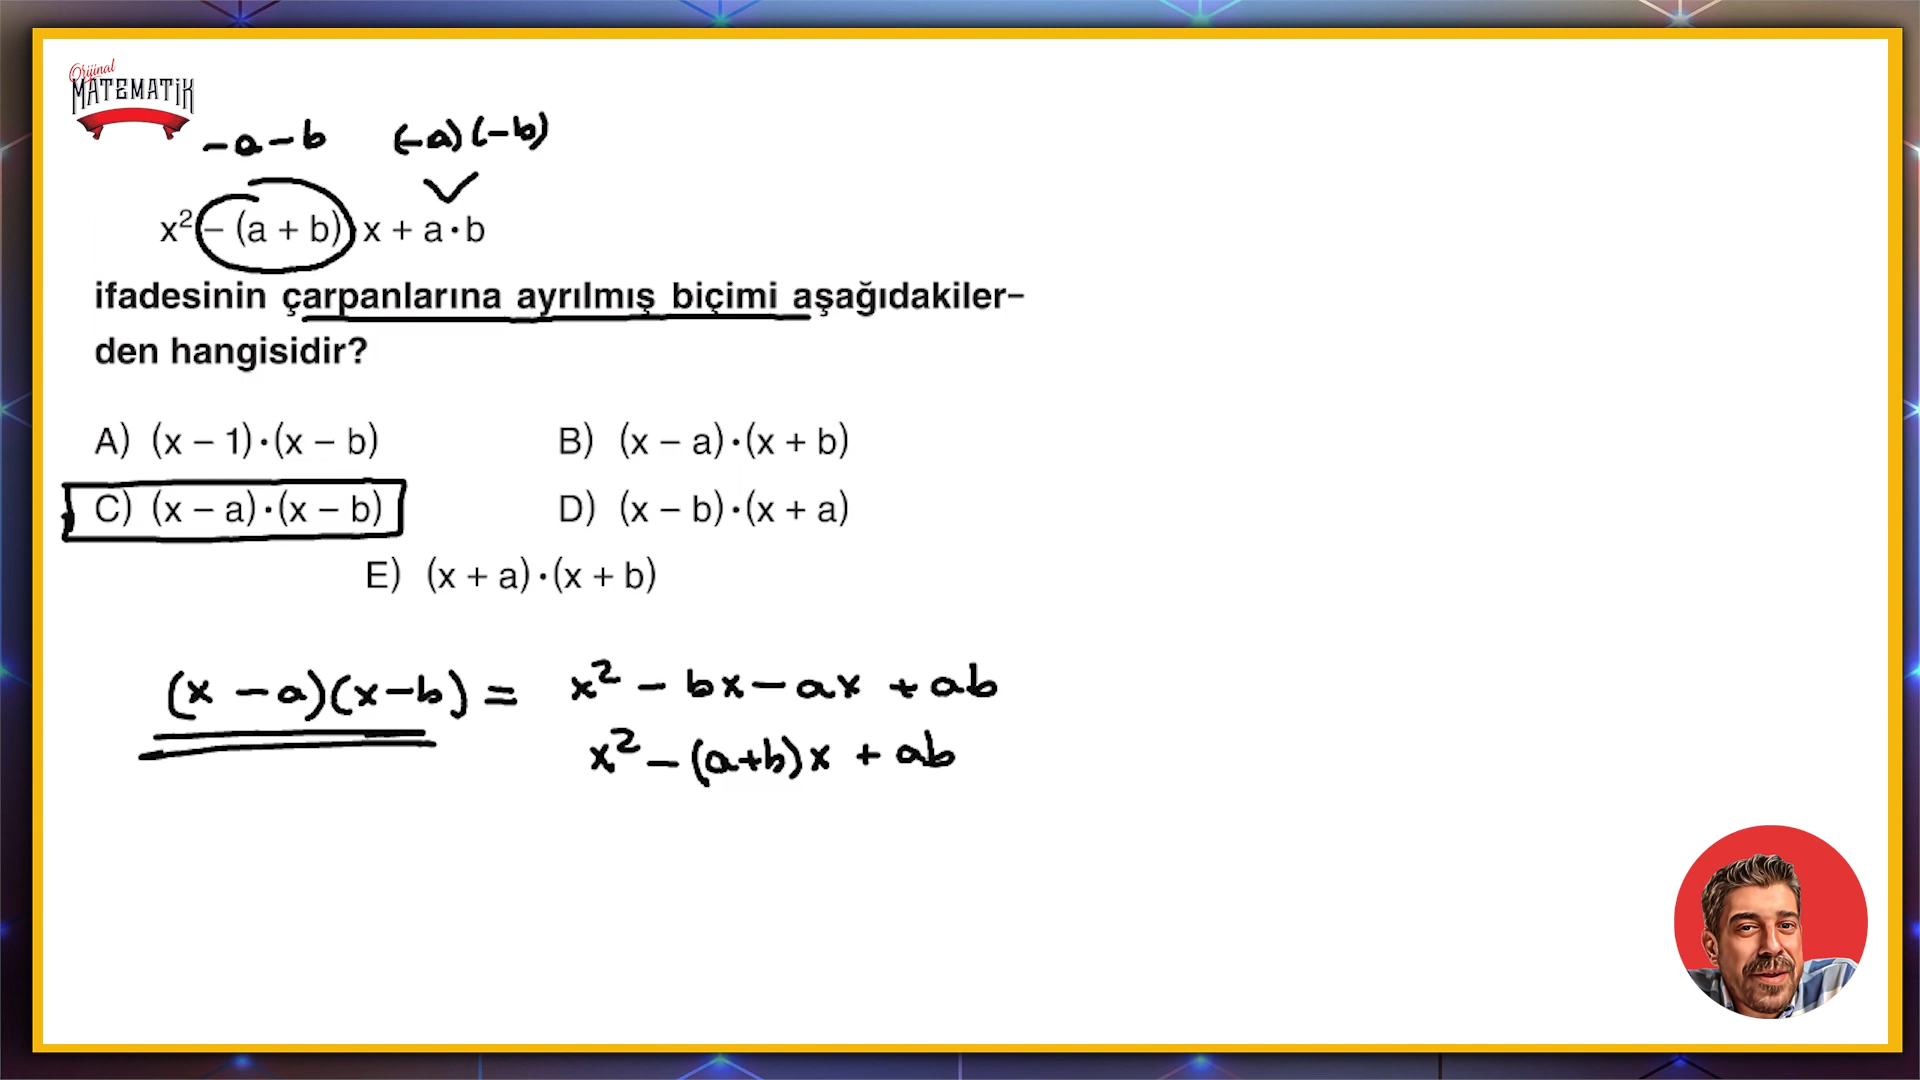 Orijinal
MATEMATİK
-a-b (-a)(-b)
x² - (a + b) x + a·b
ifadesinin çarpanlarına ayrılmış biçimi aşağıdakiler-
den hangisidir?
A) (x - 1)·(x - b) B) (x - a)·(x + b)
C) (x - a)·(x - b) D) (x - b)·(x + a)
E) (x + a)·(x + b)
(x - a)(x-b) = x² - bx - ax + ab
x² - (a+b)x + ab